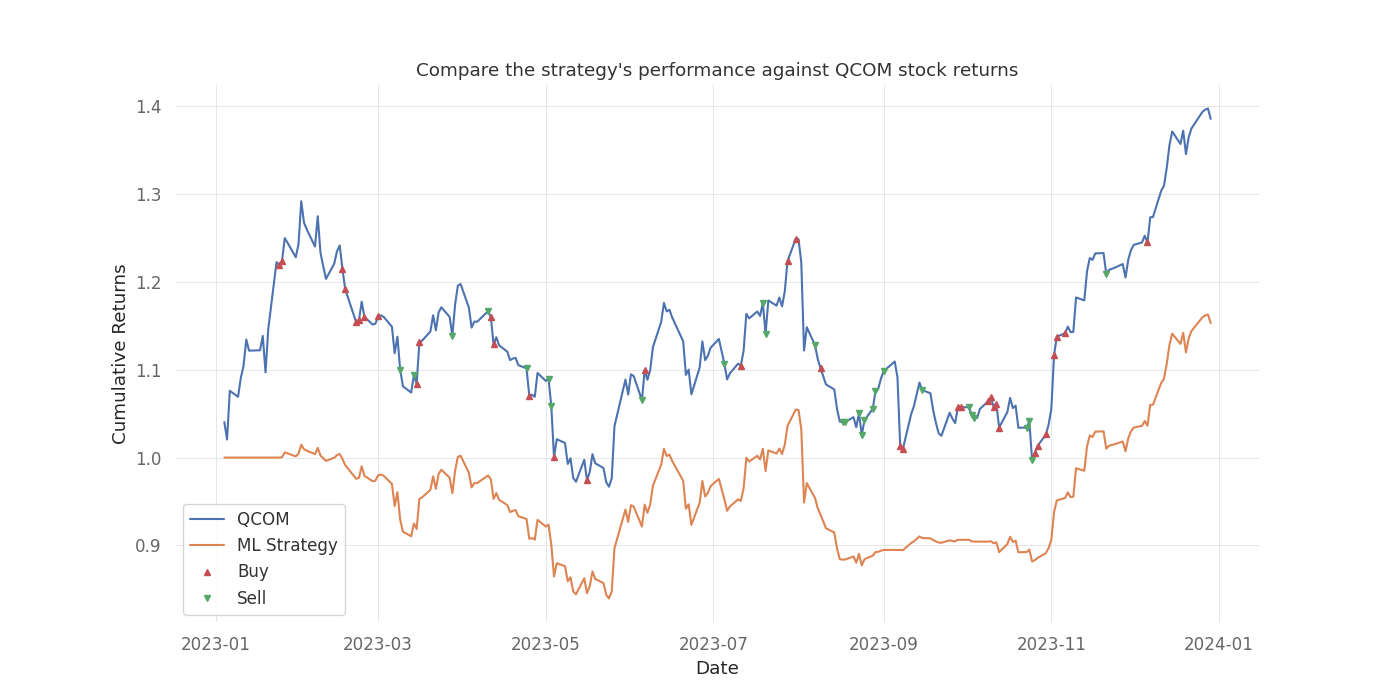 Compare the strategy's performance against QCOM stock returns
Cumulative Returns
1.4
1.3
1.2
1.1
1.0
0.9
QCOM
ML Strategy
Buy
Sell
2023-01
2023-03
2023-05
2023-07
2023-09
2023-11
2024-01
Date